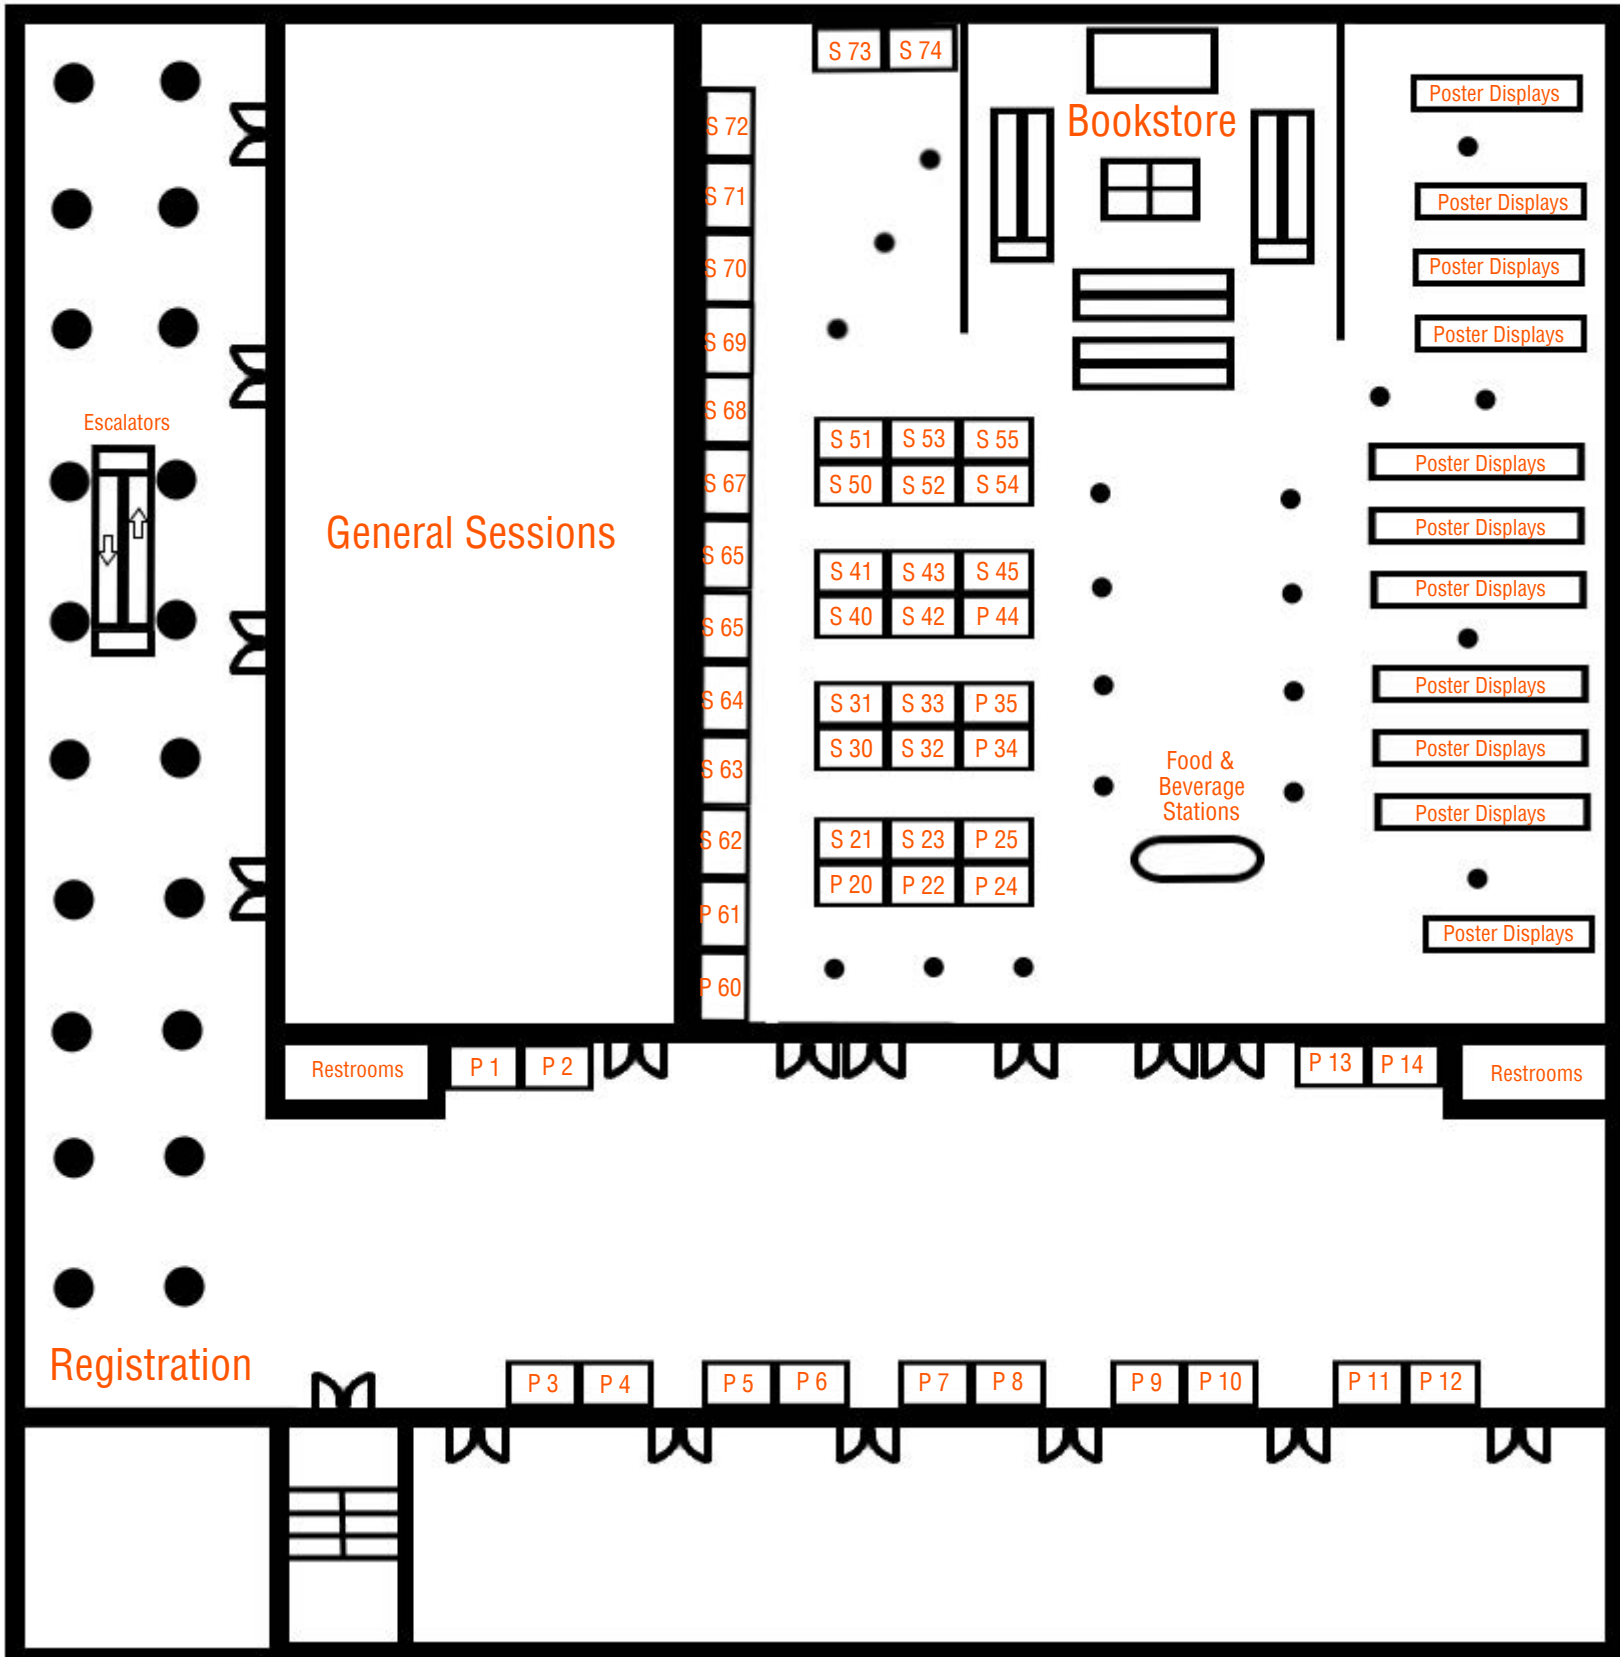 S 73 S 74
Bookstore
Poster Displays
Poster Displays
Poster Displays
Poster Displays
S 72
S 71
S 70
S 69
S 68
S 67
S 65
S 65
S 64
S 63
S 62
P 61
P 60
Escalators
General Sessions
S 51 S 53 S 55
S 50 S 52 S 54
S 41 S 43 S 45
S 40 S 42 P 44
S 31 S 33 P 35
S 30 S 32 P 34
S 21 S 23 P 25
P 20 P 22 P 24
Food &
Beverage
Stations
Poster Displays
Poster Displays
Poster Displays
Poster Displays
Poster Displays
Poster Displays
Poster Displays
Restrooms
P 1 P 2
P 13 P 14
Restrooms
Registration
P 3 P 4 P 5 P 6 P 7 P 8 P 9 P 10 P 11 P 12